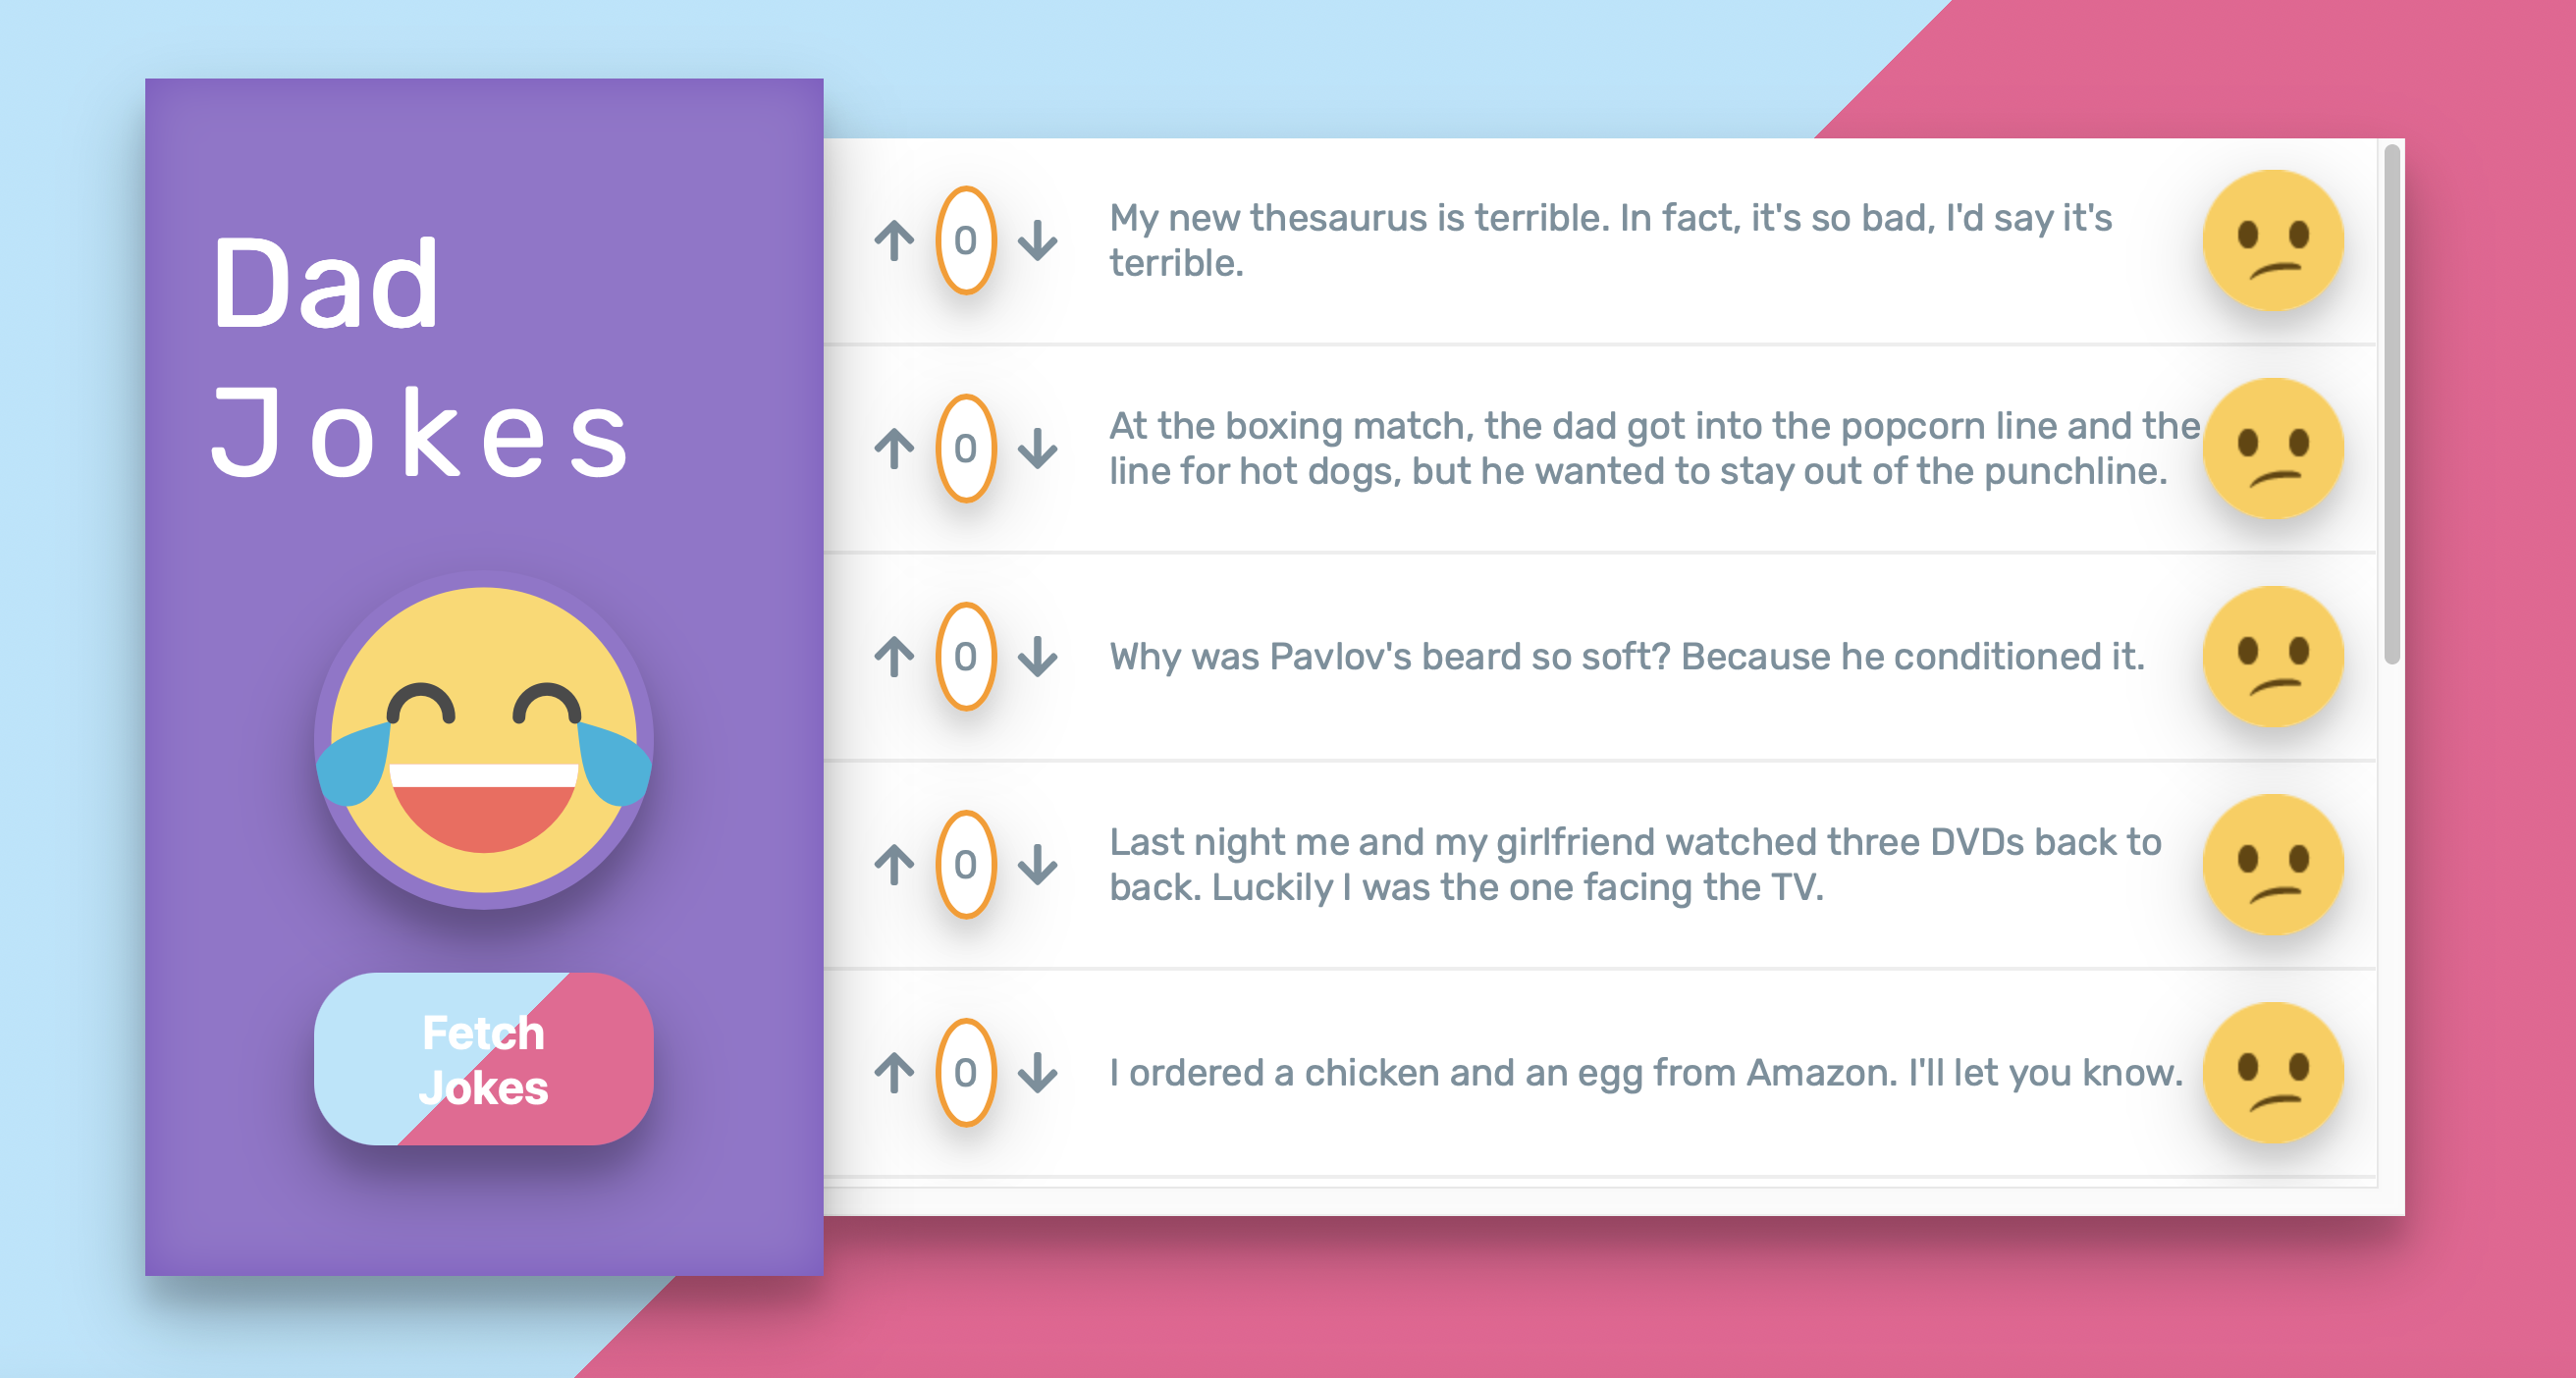 Dad
Jokes
Fetch
Jokes
0
My new thesaurus is terrible. In fact, it's so bad, I'd say it's
terrible.
0
At the boxing match, the dad got into the popcorn line and the
line for hot dogs, but he wanted to stay out of the punchline.
0
Why was Pavlov's beard so soft? Because he conditioned it.
0
Last night me and my girlfriend watched three DVDs back to
back. Luckily I was the one facing the TV.
0
I ordered a chicken and an egg from Amazon. I'll let you know.